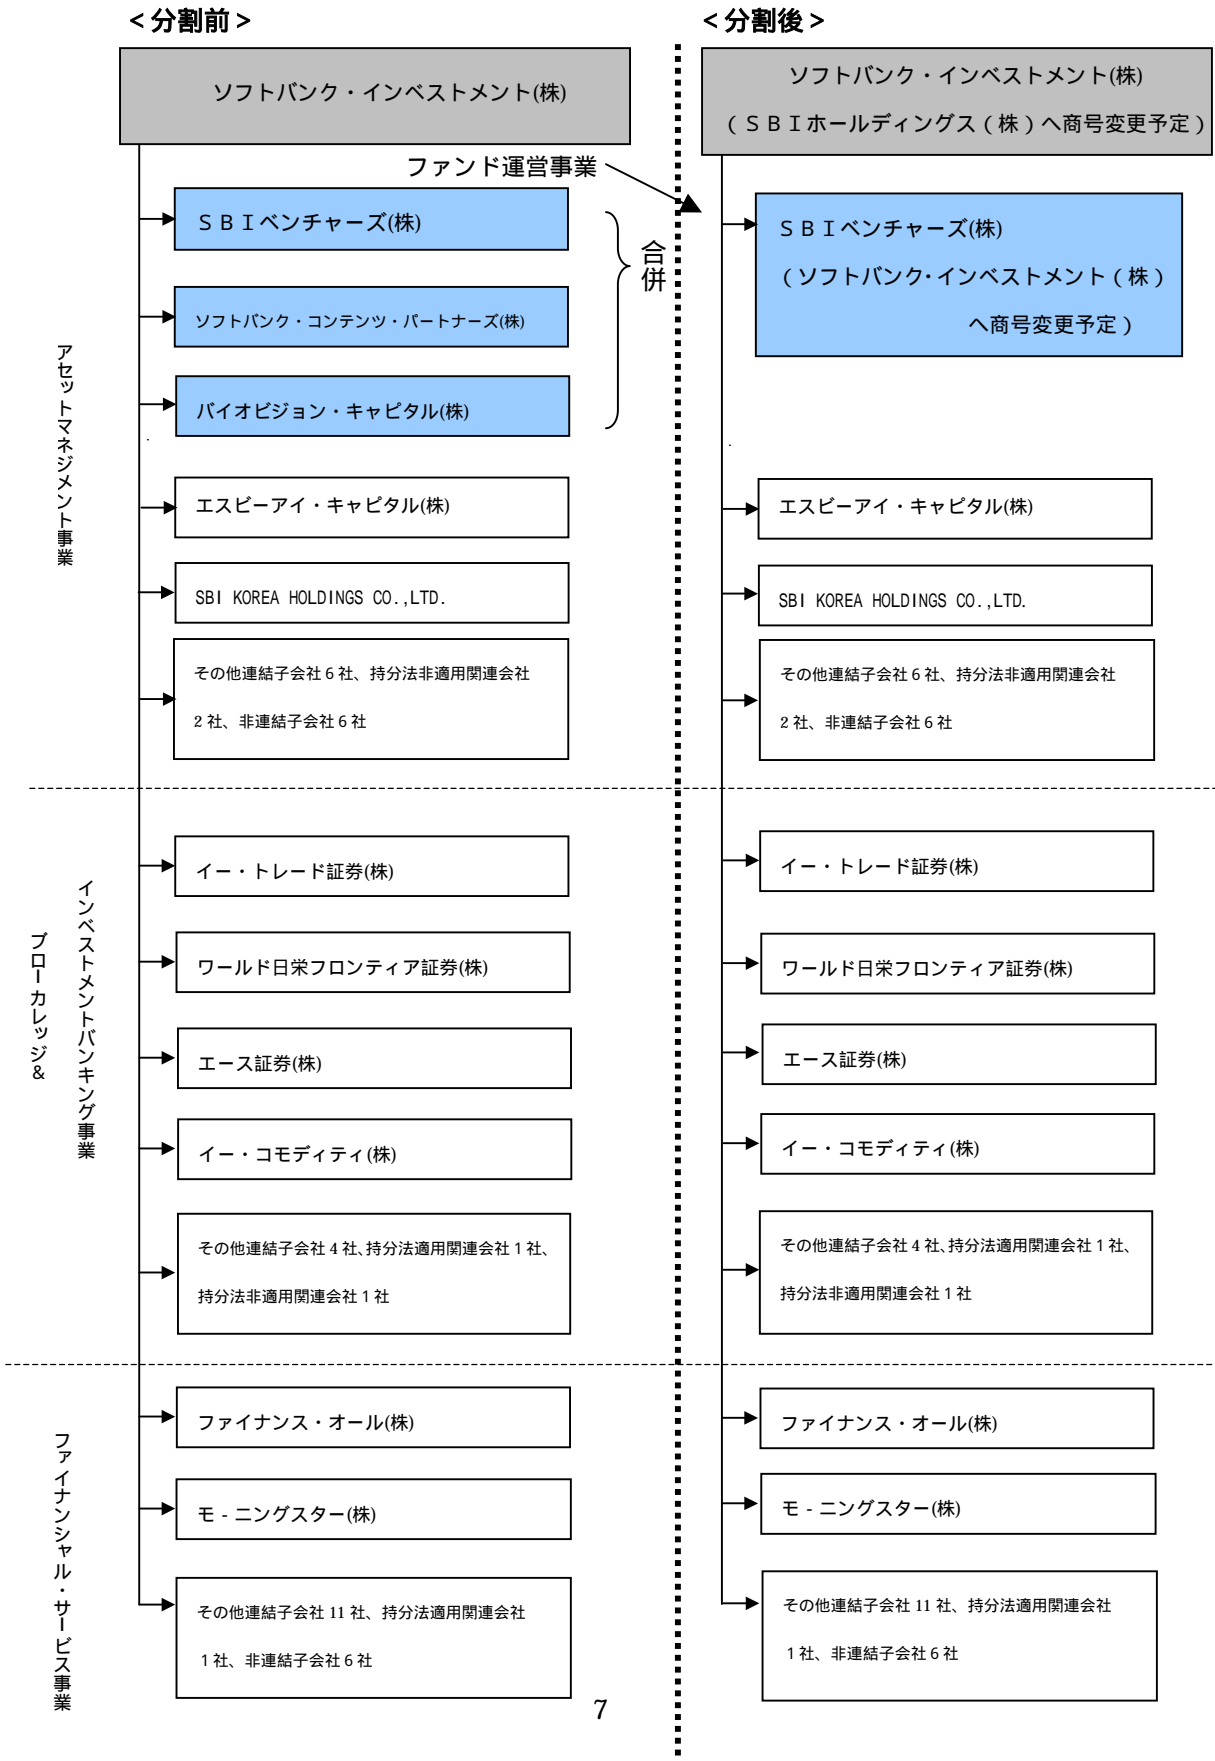 ＜分割前＞
ソフトバンク・インベストメント(株)
ファンド運営事業
ＳＢＩベンチャーズ(株)
合併
ソフトバンク・コンテンツ・パートナーズ(株)
バイオビジョン・キャピタル(株)
エスビーアイ・キャピタル(株)
SBI KOREA HOLDINGS CO.,LTD.
その他連結子会社６社、持分法非適用関連会社
２社、非連結子会社６社
アセットマネジメント事業
イー・トレード証券(株)
ワールド日栄フロンティア証券(株)
エース証券(株)
イー・コモディティ(株)
その他連結子会社４社、持分法適用関連会社１社、
持分法非適用関連会社１社
ブローカレッジ＆
インベストメントバンキング事業
ファイナンス・オール(株)
モ-ニングスター(株)
その他連結子会社 11 社、持分法適用関連会社
１社、非連結子会社６社
ファイナンシャル・サービス事業
＜分割後＞
ソフトバンク・インベストメント(株)
（ＳＢＩホールディングス（株）へ商号変更予定）
ＳＢＩベンチャーズ(株)
（ソフトバンク・インベストメント（株）
へ商号変更予定）
エスビーアイ・キャピタル(株)
SBI KOREA HOLDINGS CO.,LTD.
その他連結子会社６社、持分法非適用関連会社
２社、非連結子会社６社
イー・トレード証券(株)
ワールド日栄フロンティア証券(株)
エース証券(株)
イー・コモディティ(株)
その他連結子会社４社、持分法適用関連会社１社、
持分法非適用関連会社１社
ファイナンス・オール(株)
モ-ニングスター(株)
その他連結子会社 11 社、持分法適用関連会社
１社、非連結子会社６社
7